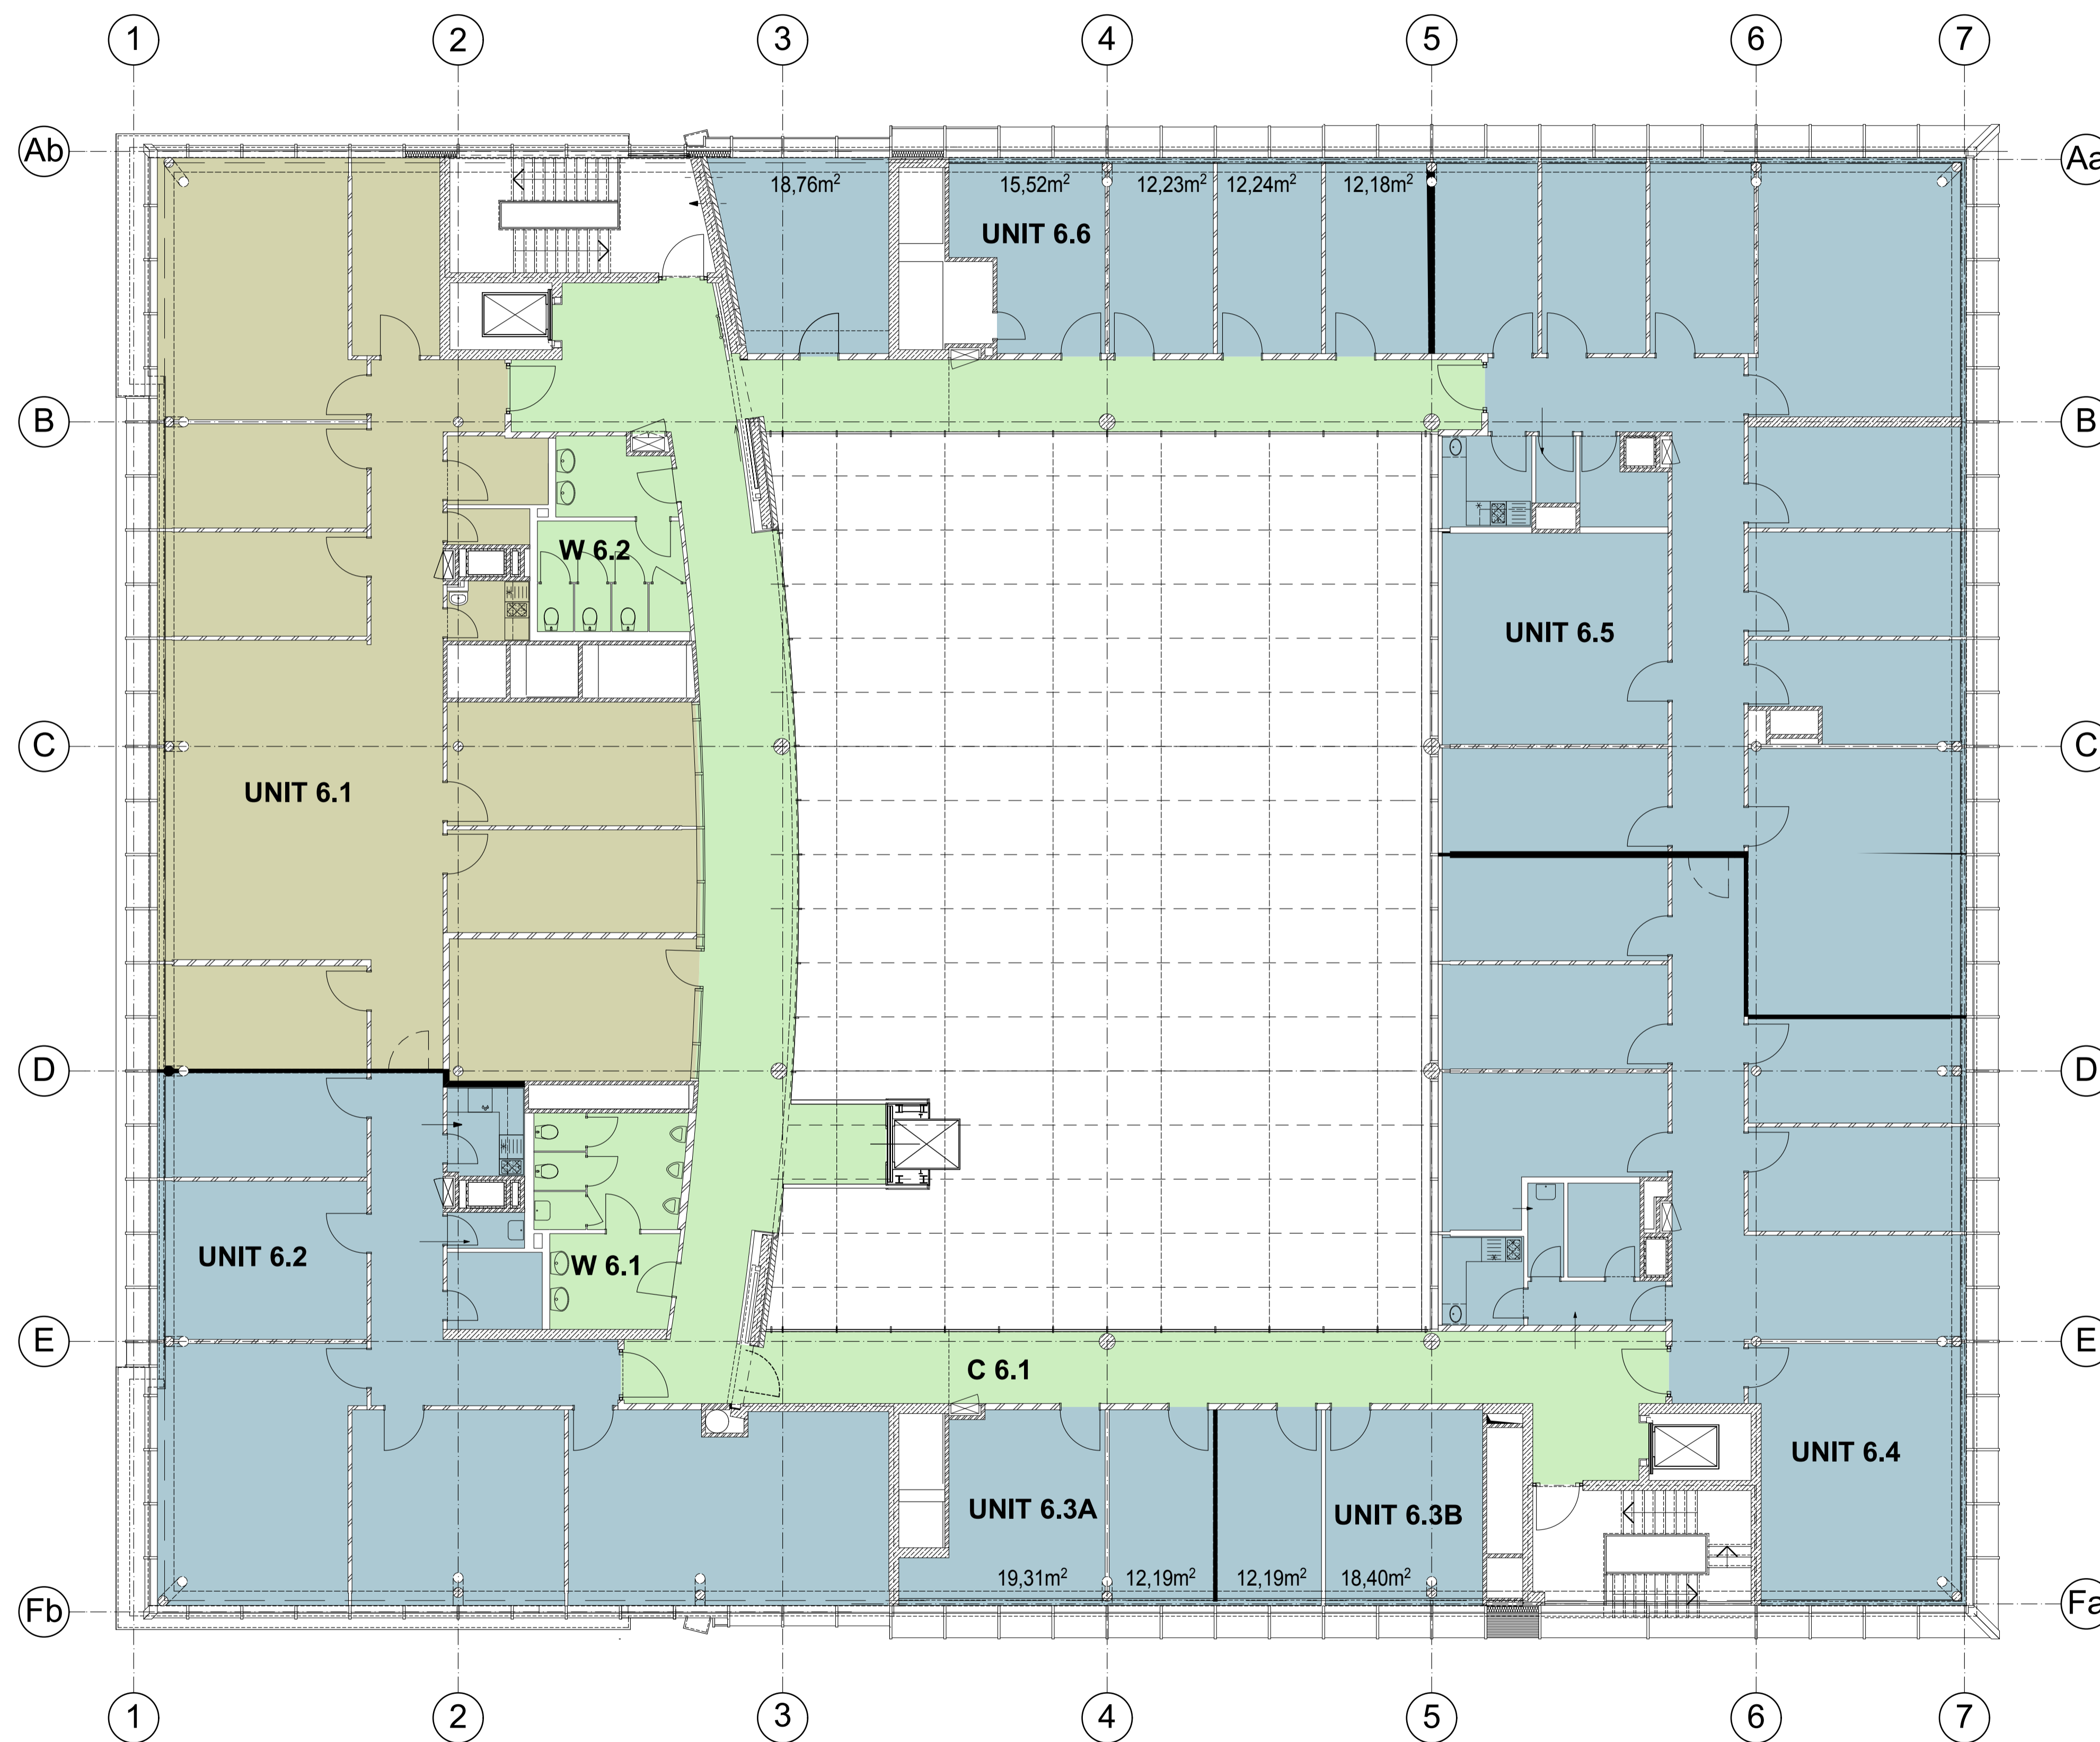 1 2 3 4 5 6 7
Ab Aa
18,76m² 15,52m² 12,23m² 12,24m² 12,18m²
UNIT 6.6
B B
W 6.2
UNIT 6.5
C C
UNIT 6.1
D D
UNIT 6.2
W 6.1
E E
C 6.1
UNIT 6.4
UNIT 6.3A UNIT 6.3B
19,31m² 12,19m² 12,19m² 18,40m²
Fb Fa
1 2 3 4 5 6 7